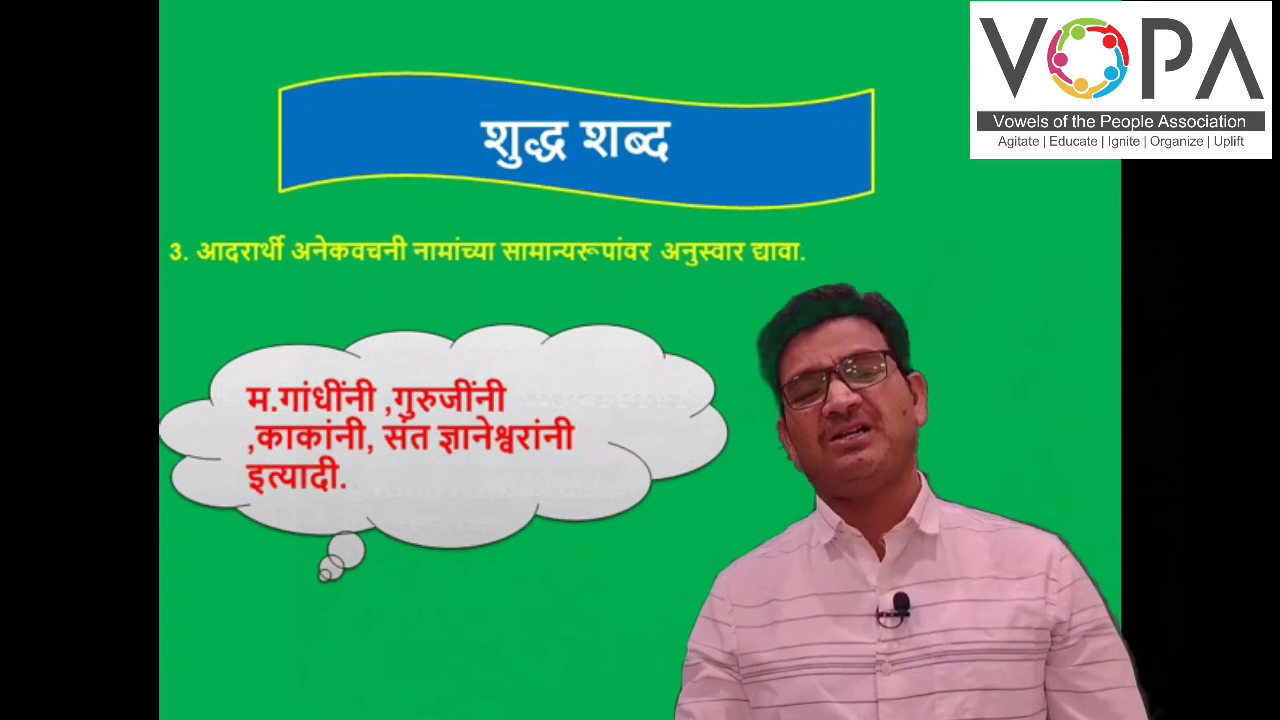 VOPA
Vowels of the People Association
Agitate | Educate | Ignite | Organize | Uplift
शुद्ध शब्द
3. आदरार्थी अनेकवचनी नामांच्या सामान्यरूपांवर अनुस्वार द्यावा.
म.गांधींनी ,गुरुजींनी
,काकांनी, संत ज्ञानेश्वरांनी
इत्यादी.